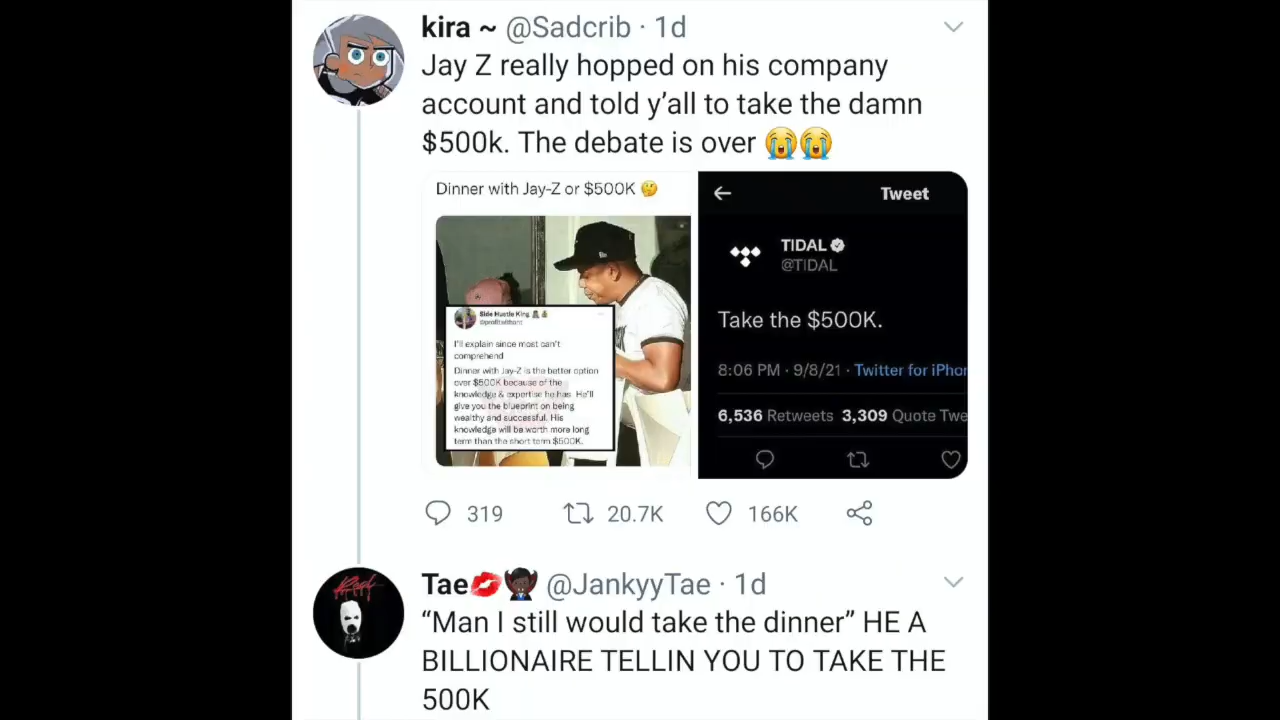 kira ~ @Sadcrib · 1d
Jay Z really hopped on his company
account and told y'all to take the damn
$500k. The debate is over 😭😭
Dinner with Jay-Z or $500K 🤔
Side Hustle King
I'll explain since most can't
comprehend
Dinner with Jay-Z is the better option
over $500K because of the
knowledge & expertise he has. He'll
give you the blueprint on being
wealthy and successful. His
knowledge will be worth more long
term than the short term $500K.
Tweet
TIDAL
@TIDAL
Take the $500K.
8:06 PM · 9/8/21 · Twitter for iPhor
6,536 Retweets 3,309 Quote Twe
319 20.7K 166K
Tae💋 @JankyyTae · 1d
“Man I still would take the dinner” HE A
BILLIONAIRE TELLIN YOU TO TAKE THE
500K